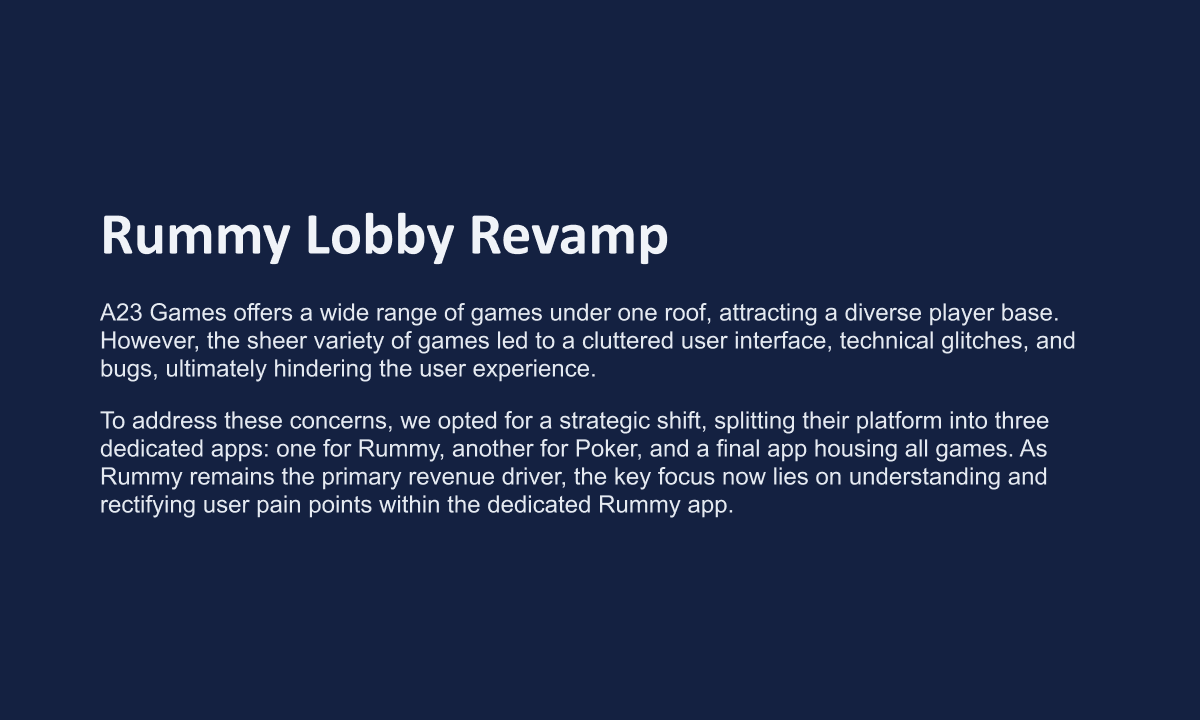 Rummy Lobby Revamp
A23 Games offers a wide range of games under one roof, attracting a diverse player base.
However, the sheer variety of games led to a cluttered user interface, technical glitches, and
bugs, ultimately hindering the user experience.
To address these concerns, we opted for a strategic shift, splitting their platform into three
dedicated apps: one for Rummy, another for Poker, and a final app housing all games. As
Rummy remains the primary revenue driver, the key focus now lies on understanding and
rectifying user pain points within the dedicated Rummy app.